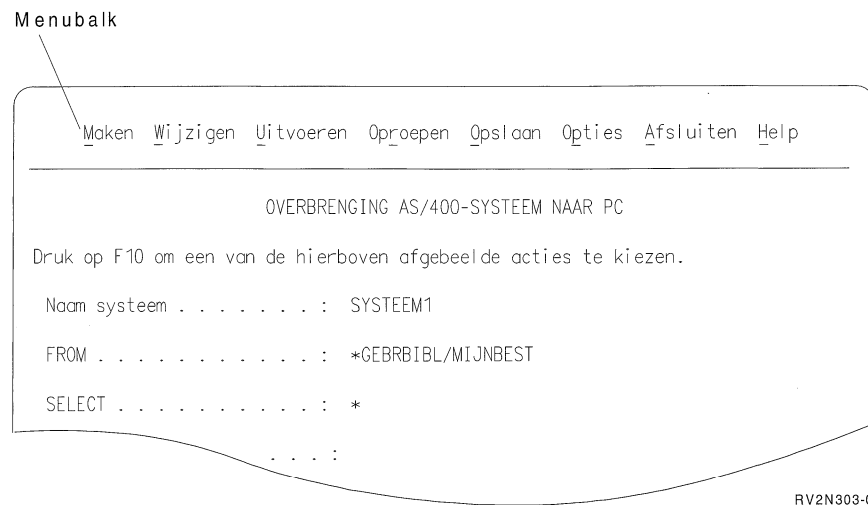 Menubalk
Maken Wijzigen Uitvoeren Oproepen Opslaan Opties Afsluiten Help
OVERBRENGING AS/400-SYSTEEM NAAR PC
Druk op F10 om een van de hierboven afgebeelde acties te kiezen.
Naam systeem . . . . . . . : SYSTEEM1
FROM . . . . . . . . . . . : *GEBRBIBL/MIJNBEST
SELECT . . . . . . . . . . : *
. . . :
RV2N303-